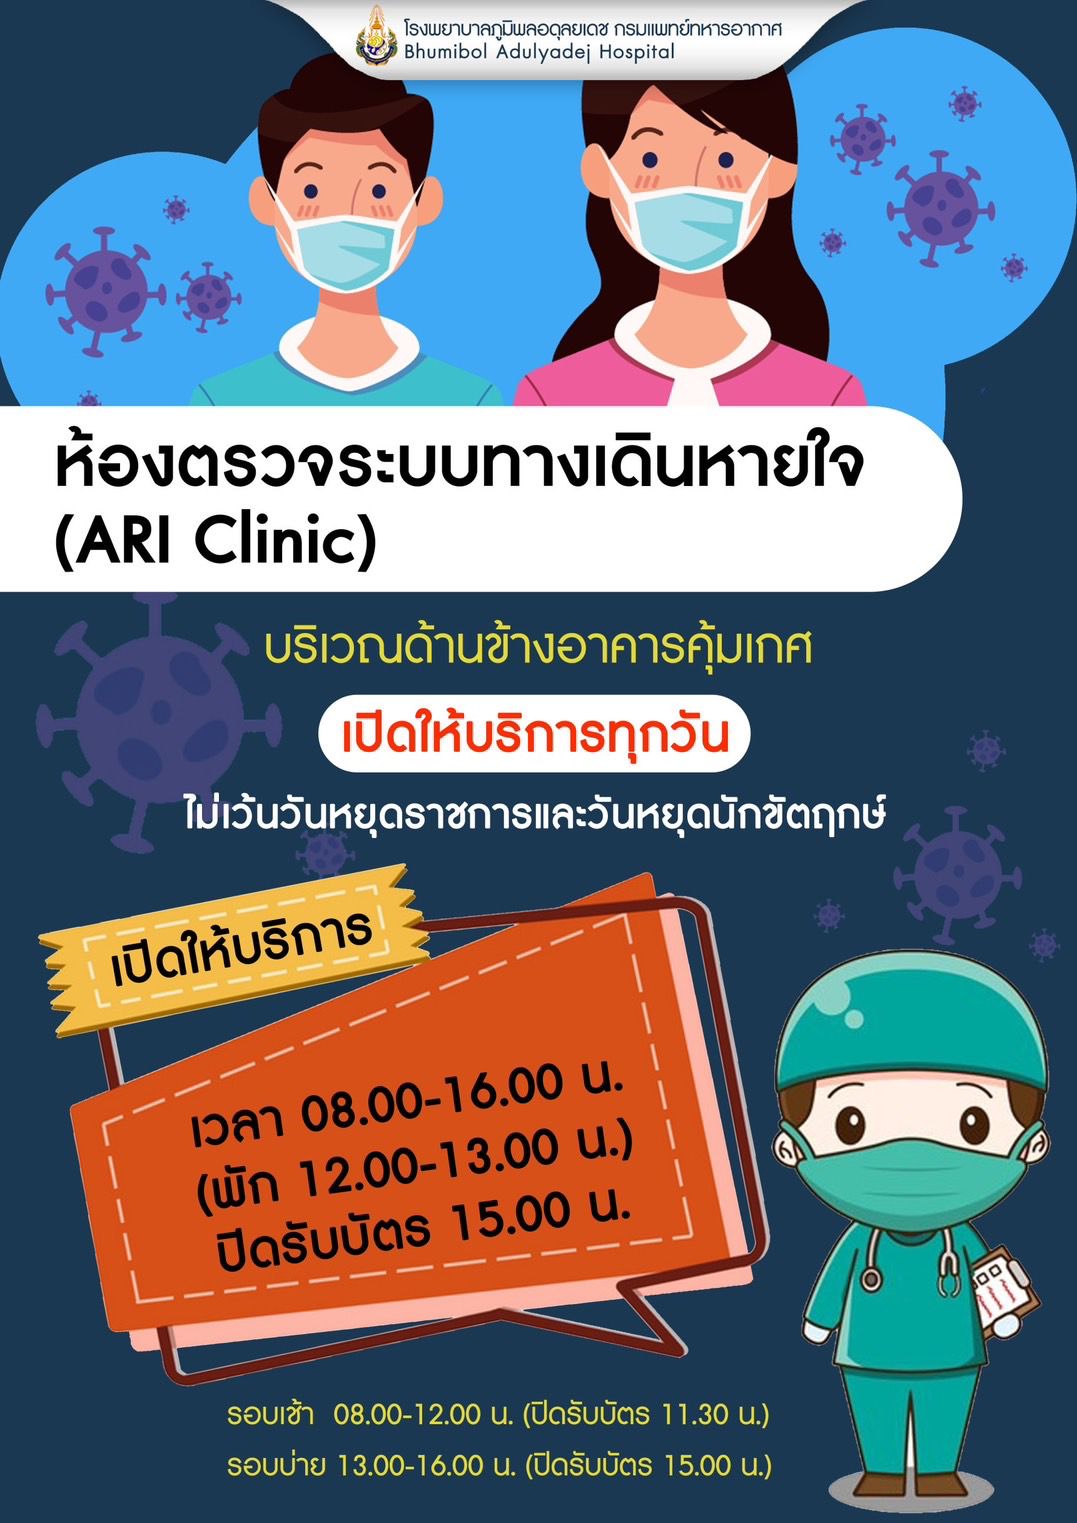 โรงพยาบาลภูมิพลอดุลยเดช กรมแพทย์ทหารอากาศ
Bhumibol Adulyadej Hospital
ห้องตรวจระบบทางเดินหายใจ
(ARI Clinic)
บริเวณด้านข้างอาคารคุ้มเกศ
เปิดให้บริการทุกวัน
ไม่เว้นวันหยุดราชการและวันหยุดนักขัตฤกษ์
เปิดให้บริการ
เวลา 08.00-16.00 น.
(พัก 12.00-13.00 น.)
ปิดรับบัตร 15.00 น.
รอบเช้า 08.00-12.00 น. (ปิดรับบัตร 11.30 น.)
รอบบ่าย 13.00-16.00 น. (ปิดรับบัตร 15.00 น.)